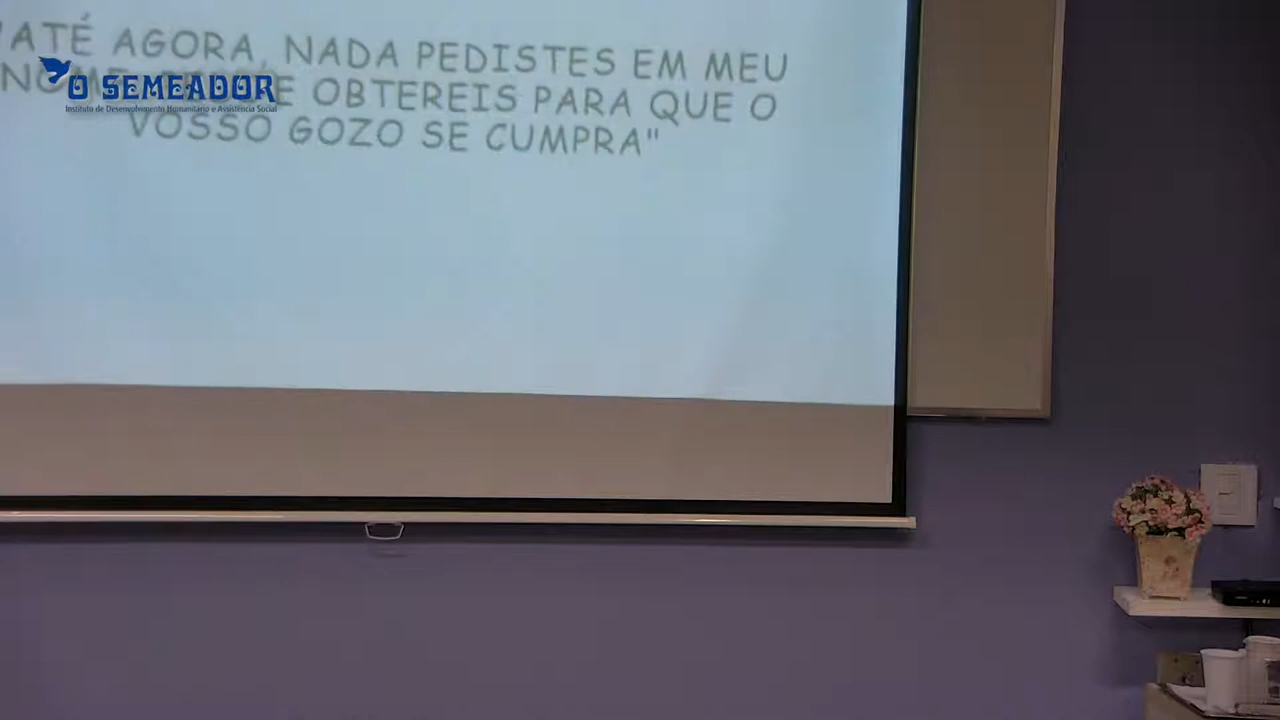 "ATÉ AGORA, NADA PEDISTES EM MEU
NOME OBTEREIS PARA QUE O
VOSSO GOZO SE CUMPRA"
O SEMEADOR
Instituto de Desenvolvimento Humanitário e Assistência Social